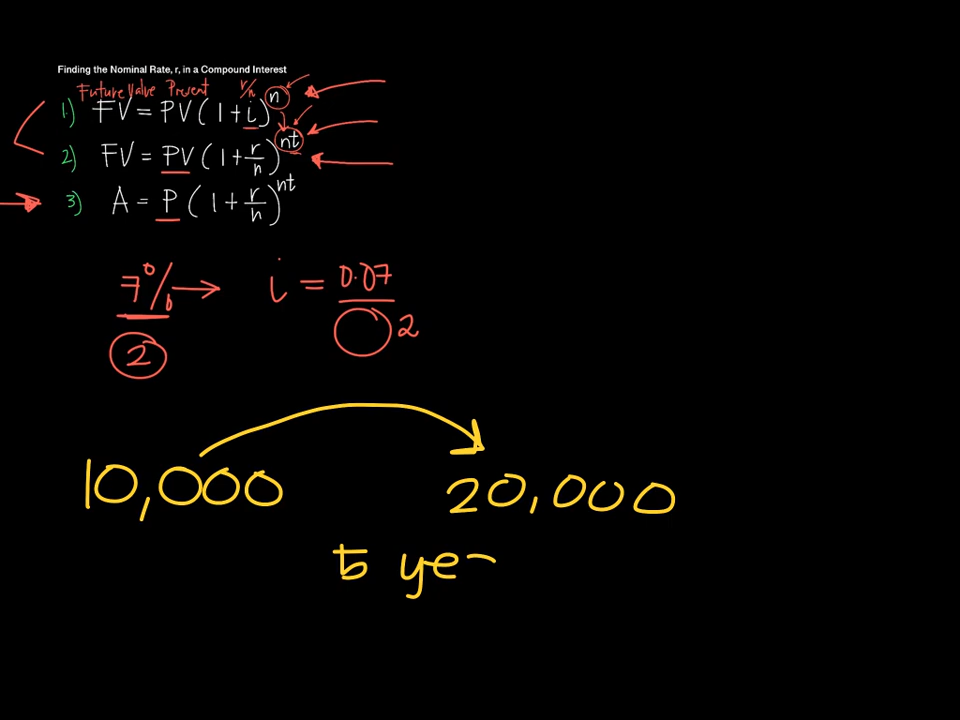 Finding the Nominal Rate, r, in a Compound Interest
Future Value Present r/n
1.) FV = PV ( 1 + i )^n
2) FV = PV ( 1 + r/n )^nt
3) A = P ( 1 + r/n )^nt
7% → i = 0.07
2 2
10,000 20,000
5 ye